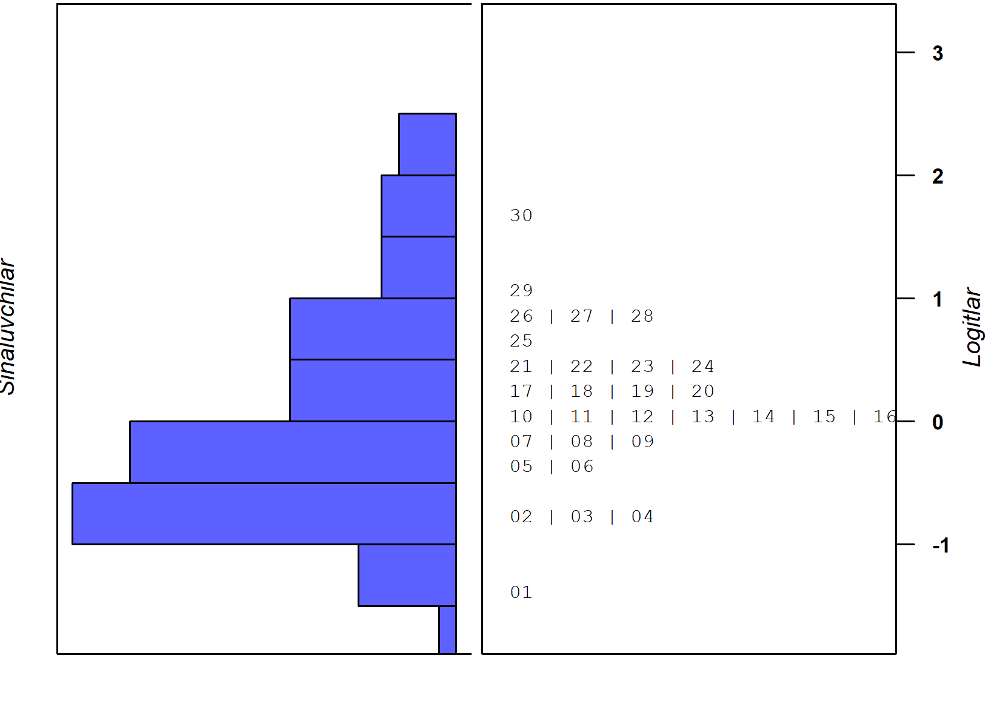 Sinaluvchilar
30
29
26 | 27 | 28
25
21 | 22 | 23 | 24
17 | 18 | 19 | 20
10 | 11 | 12 | 13 | 14 | 15 | 16
07 | 08 | 09
05 | 06
02 | 03 | 04
01
3
2
1
0
-1
Logitlar